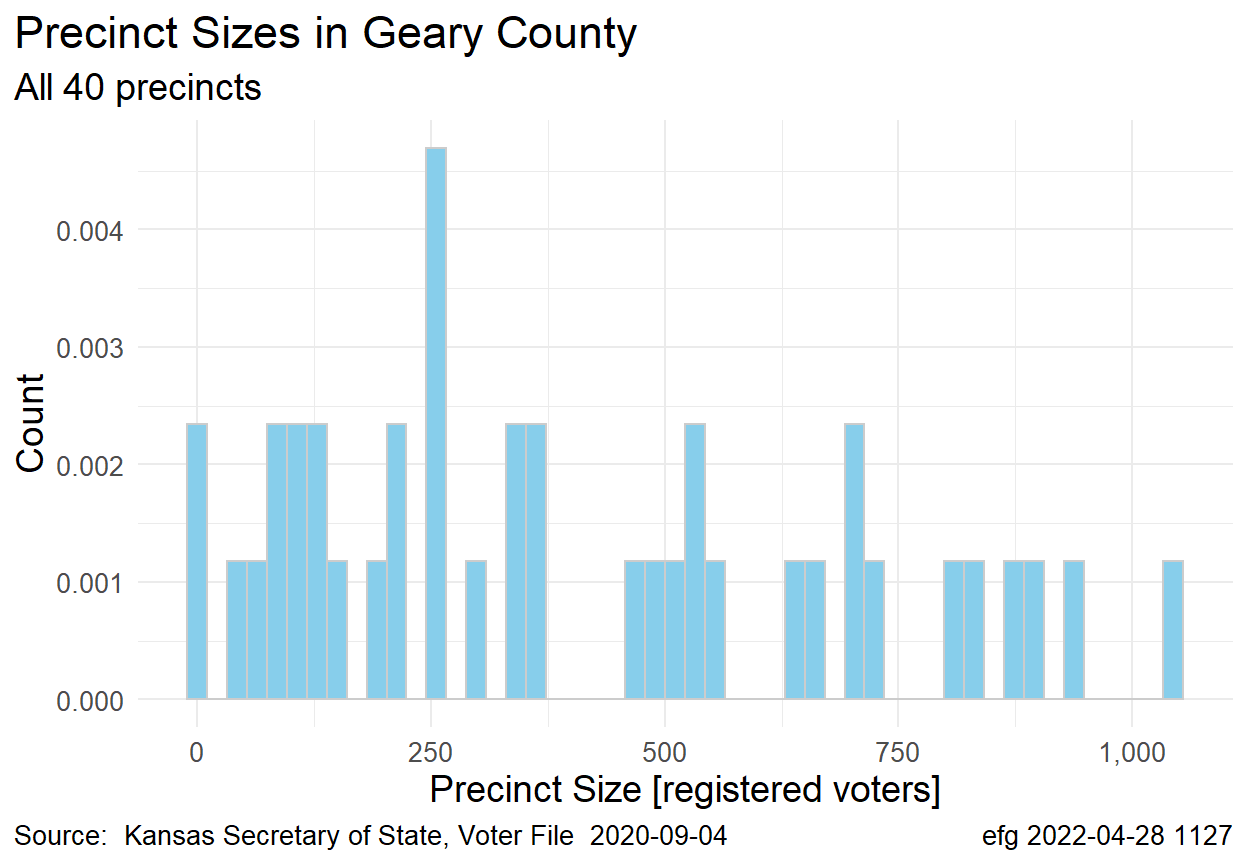 Precinct Sizes in Geary County
All 40 precincts
Count
0.004
0.003
0.002
0.001
0.000
0 250 500 750 1,000
Precinct Size [registered voters]
Source:  Kansas Secretary of State, Voter File  2020-09-04 efg 2022-04-28 1127